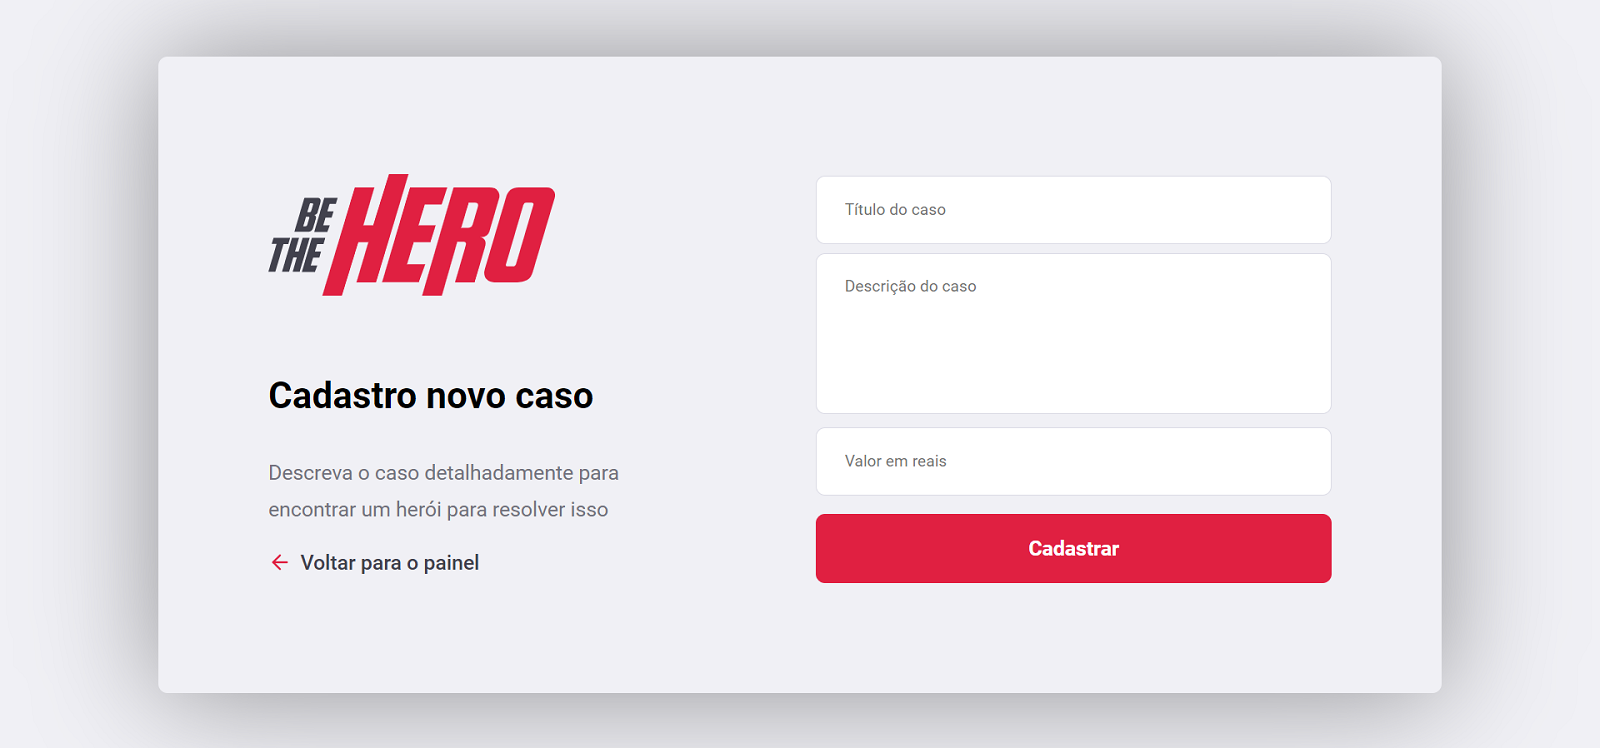 BE
THE
HERO
Cadastro novo caso
Descreva o caso detalhadamente para
encontrar um herói para resolver isso
Voltar para o painel
Título do caso
Descrição do caso
Valor em reais
Cadastrar